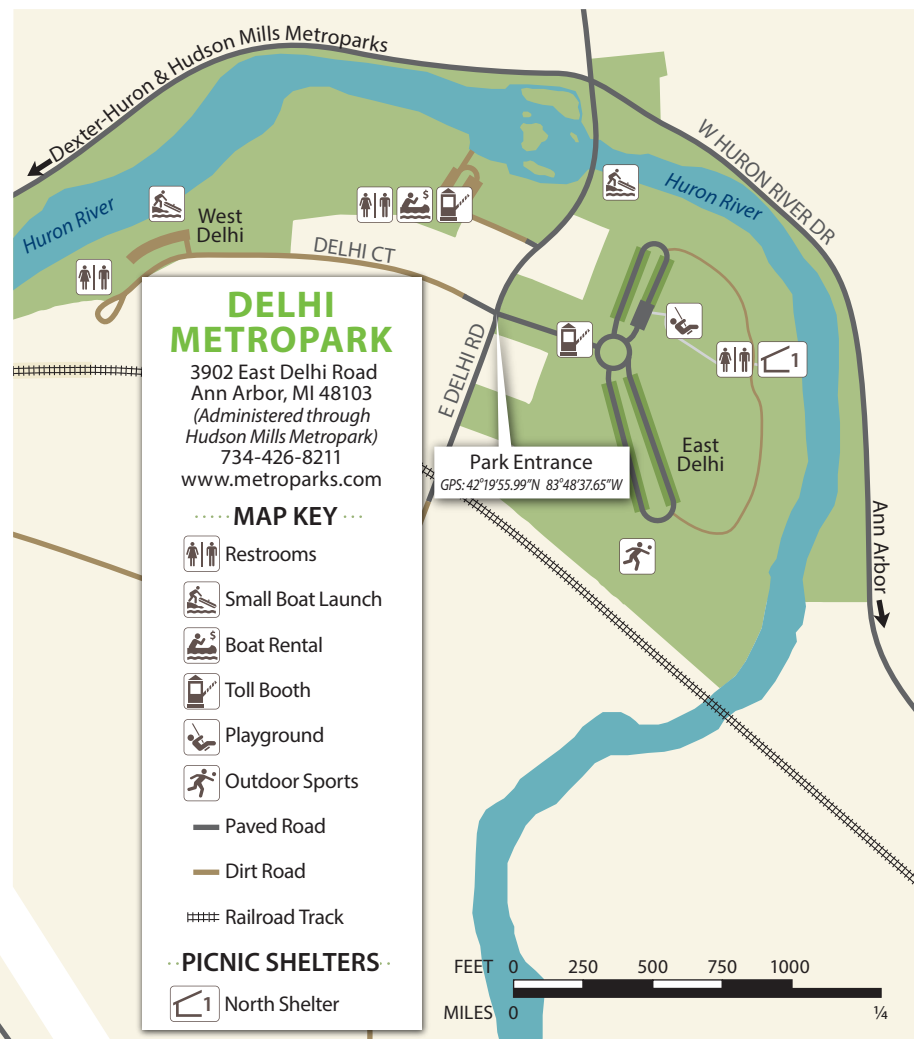 Dexter-Huron & Hudson Mills Metroparks
W HURON RIVER DR
Huron River
Huron River
West
Delhi
DELHI CT
E DELHI RD
1
East
Delhi
Ann Arbor
Park Entrance
GPS: 42°19'55.99"N 83°48'37.65"W
DELHI
METROPARK
3902 East Delhi Road
Ann Arbor, MI 48103
(Administered through
Hudson Mills Metropark)
734-426-8211
www.metroparks.com
MAP KEY
Restrooms
Small Boat Launch
$
Boat Rental
Toll Booth
Playground
Outdoor Sports
Paved Road
Dirt Road
Railroad Track
PICNIC SHELTERS
1 North Shelter
$
FEET 0 250 500 750 1000
MILES 0 ¼